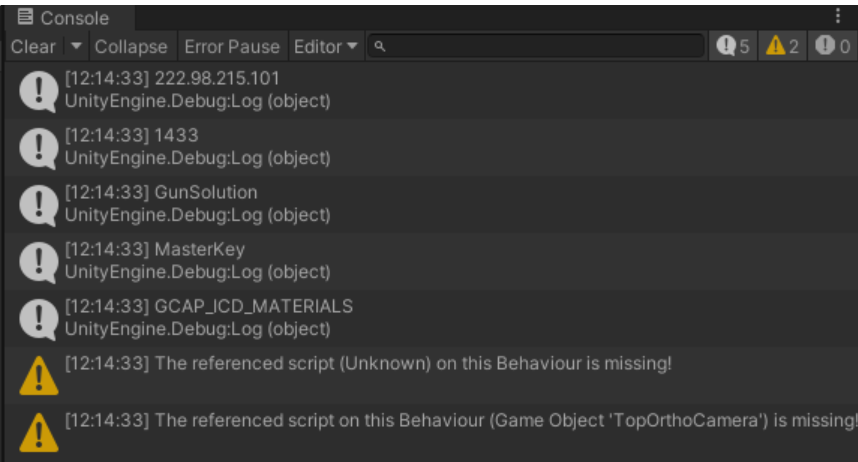 Console
Clear Collapse Error Pause Editor 5 2 0
[12:14:33] 222.98.215.101
UnityEngine.Debug:Log (object)
[12:14:33] 1433
UnityEngine.Debug:Log (object)
[12:14:33] GunSolution
UnityEngine.Debug:Log (object)
[12:14:33] MasterKey
UnityEngine.Debug:Log (object)
[12:14:33] GCAP_ICD_MATERIALS
UnityEngine.Debug:Log (object)
[12:14:33] The referenced script (Unknown) on this Behaviour is missing!
[12:14:33] The referenced script on this Behaviour (Game Object 'TopOrthoCamera') is missing!